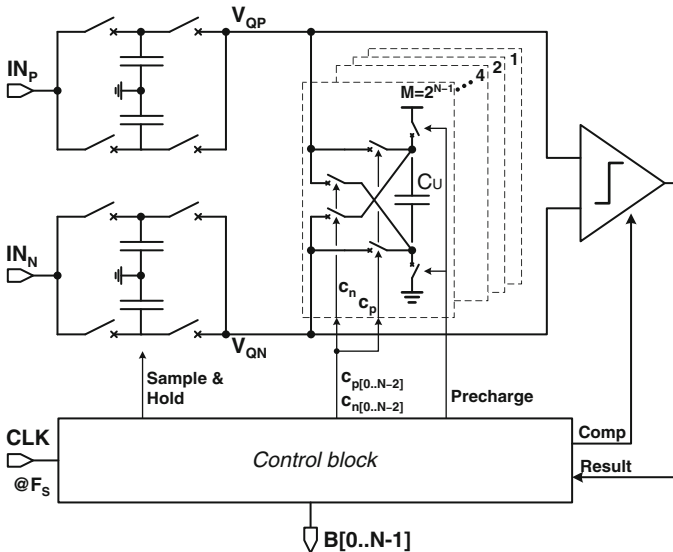 V_QP
IN_P
1
2
4
M=2^N-1
C_U
IN_N
c_n
c_p
V_QN
Sample &
Hold
c_p[0..N-2]
c_n[0..N-2]
Precharge
CLK
@F_S
Control block
Comp
Result
B[0..N-1]